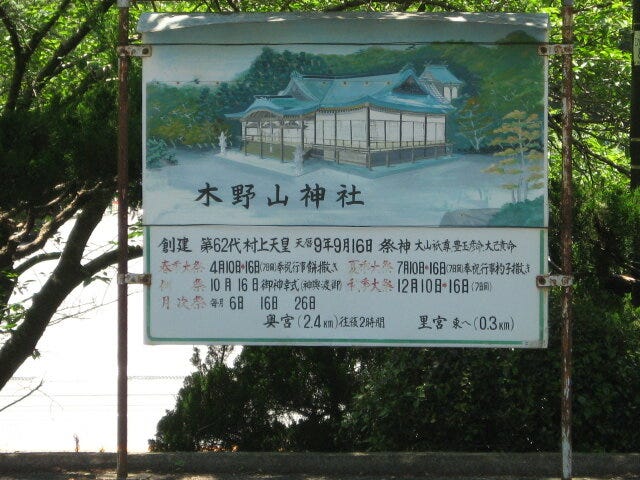 木野山神社
創建 第62代村上天皇 天暦9年9月16日 祭神 大山祇尊 豊玉彦命 大己貴命
春季大祭 4月10日→16日(7日間)奉祝行事餅撒き 夏季大祭 7月10日→16日(7日間)奉祝行事杓子撒き
例 祭 10月16日 御神幸式(神輿渡御) 秋季大祭 12月10日→16日(7日間)
月次祭 毎月 6日 16日 26日
奥宮(2.4km)往復2時間 里宮 東へ(0.3km)